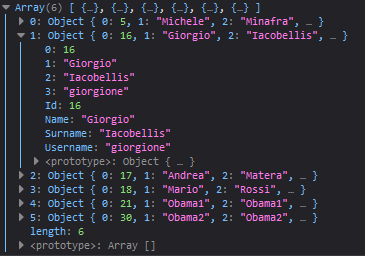 Array(6) [ {…}, {…}, {…}, {…}, {…}, {…} ]
0: Object { 0: 5, 1: "Michele", 2: "Minafra", … }
1: Object { 0: 16, 1: "Giorgio", 2: "Iacobellis", … }
0: 16
1: "Giorgio"
2: "Iacobellis"
3: "giorgione"
Id: 16
Name: "Giorgio"
Surname: "Iacobellis"
Username: "giorgione"
<prototype>: Object { … }
2: Object { 0: 17, 1: "Andrea", 2: "Matera", … }
3: Object { 0: 18, 1: "Mario", 2: "Rossi", … }
4: Object { 0: 21, 1: "Obama1", 2: "Obama1", … }
5: Object { 0: 30, 1: "Obama2", 2: "Obama2", … }
length: 6
<prototype>: Array []